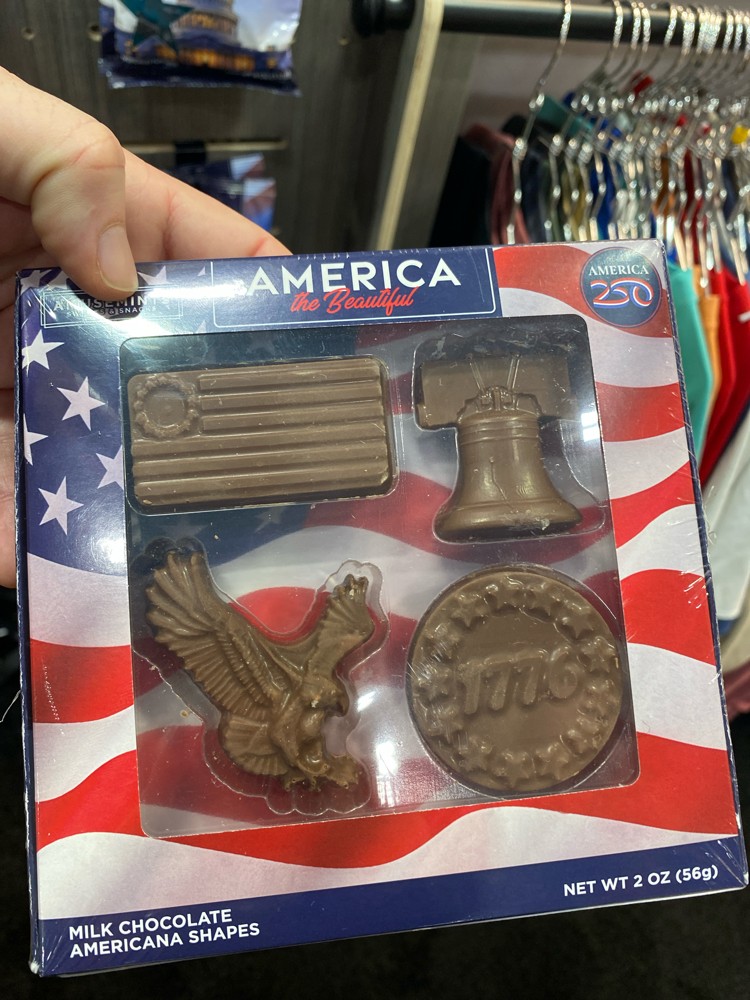 AMERICA
the Beautiful
AMERICA
250
1776
NET WT 2 OZ (56g)
MILK CHOCOLATE
AMERICANA SHAPES